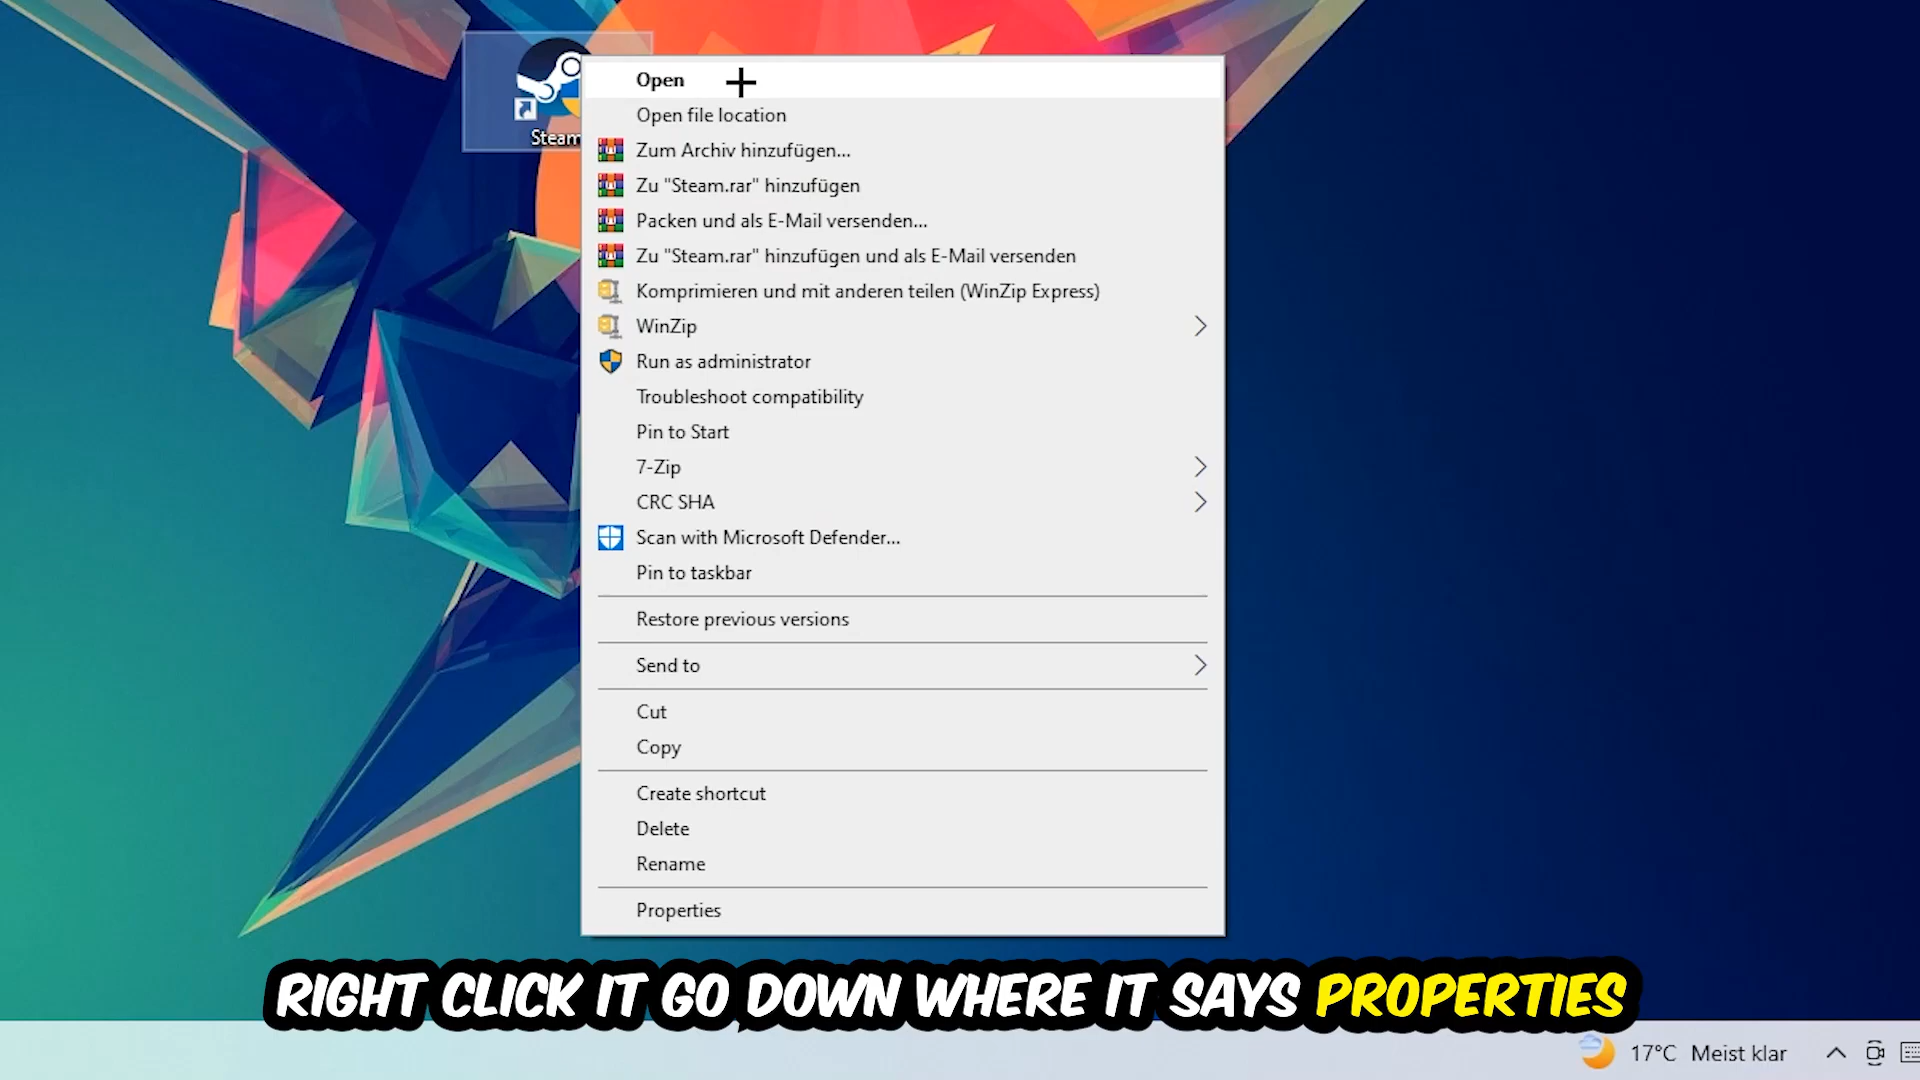 Steam
Open
Open file location
Zum Archiv hinzufügen...
Zu "Steam.rar" hinzufügen
Packen und als E-Mail versenden...
Zu "Steam.rar" hinzufügen und als E-Mail versenden
Komprimieren und mit anderen teilen (WinZip Express)
WinZip
Run as administrator
Troubleshoot compatibility
Pin to Start
7-Zip
CRC SHA
Scan with Microsoft Defender...
Pin to taskbar
Restore previous versions
Send to
Cut
Copy
Create shortcut
Delete
Rename
Properties
RIGHT CLICK IT GO DOWN WHERE IT SAYS PROPERTIES
17°C Meist klar